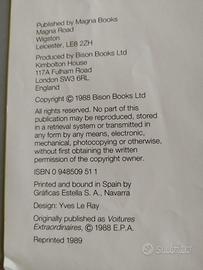 Published by Magna Books
Magna Road
Wigston
Leicester, LE8 2ZH
Produced by Bison Books Ltd
Kimbolton House
117A Fulham Road
London SW3 6RL
England
Copyright © 1988 Bison Books Ltd
All rights reserved. No part of this
publication may be reproduced, stored
in a retrieval system or transmitted in
any form by any means, electronic,
mechanical, photocopying or otherwise,
without first obtaining the written
permission of the copyright owner.
ISBN 0 948509 51 1
Printed and bound in Spain by
Gráficas Estella S. A., Navarra
Design: Yves Le Ray
Originally published as Voitures
Extraordinaires, © 1988 E.P.A.
Reprinted 1989
subito.it